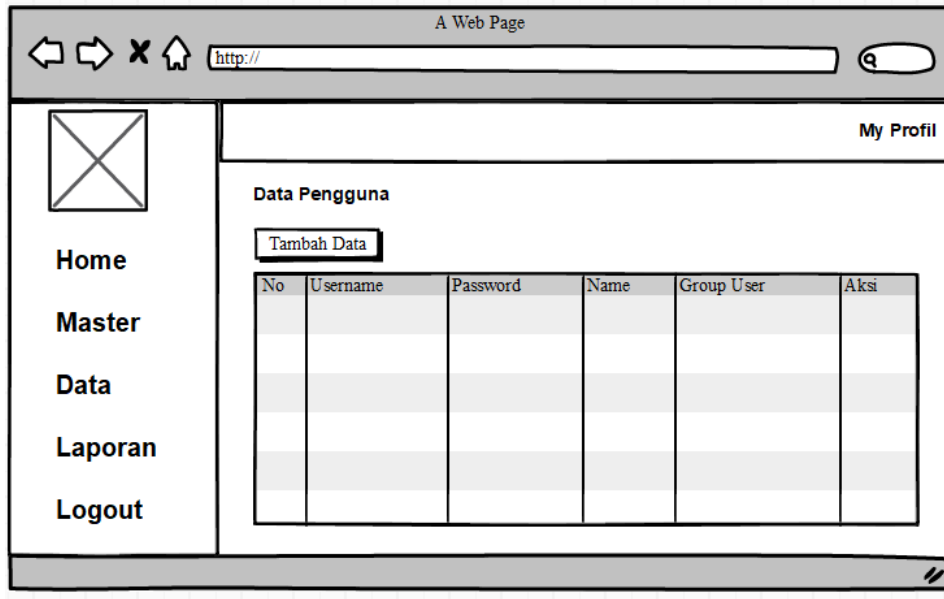 A Web Page
http://
My Profil
Home
Master
Data
Laporan
Logout
Data Pengguna
Tambah Data
No Username Password Name Group User Aksi